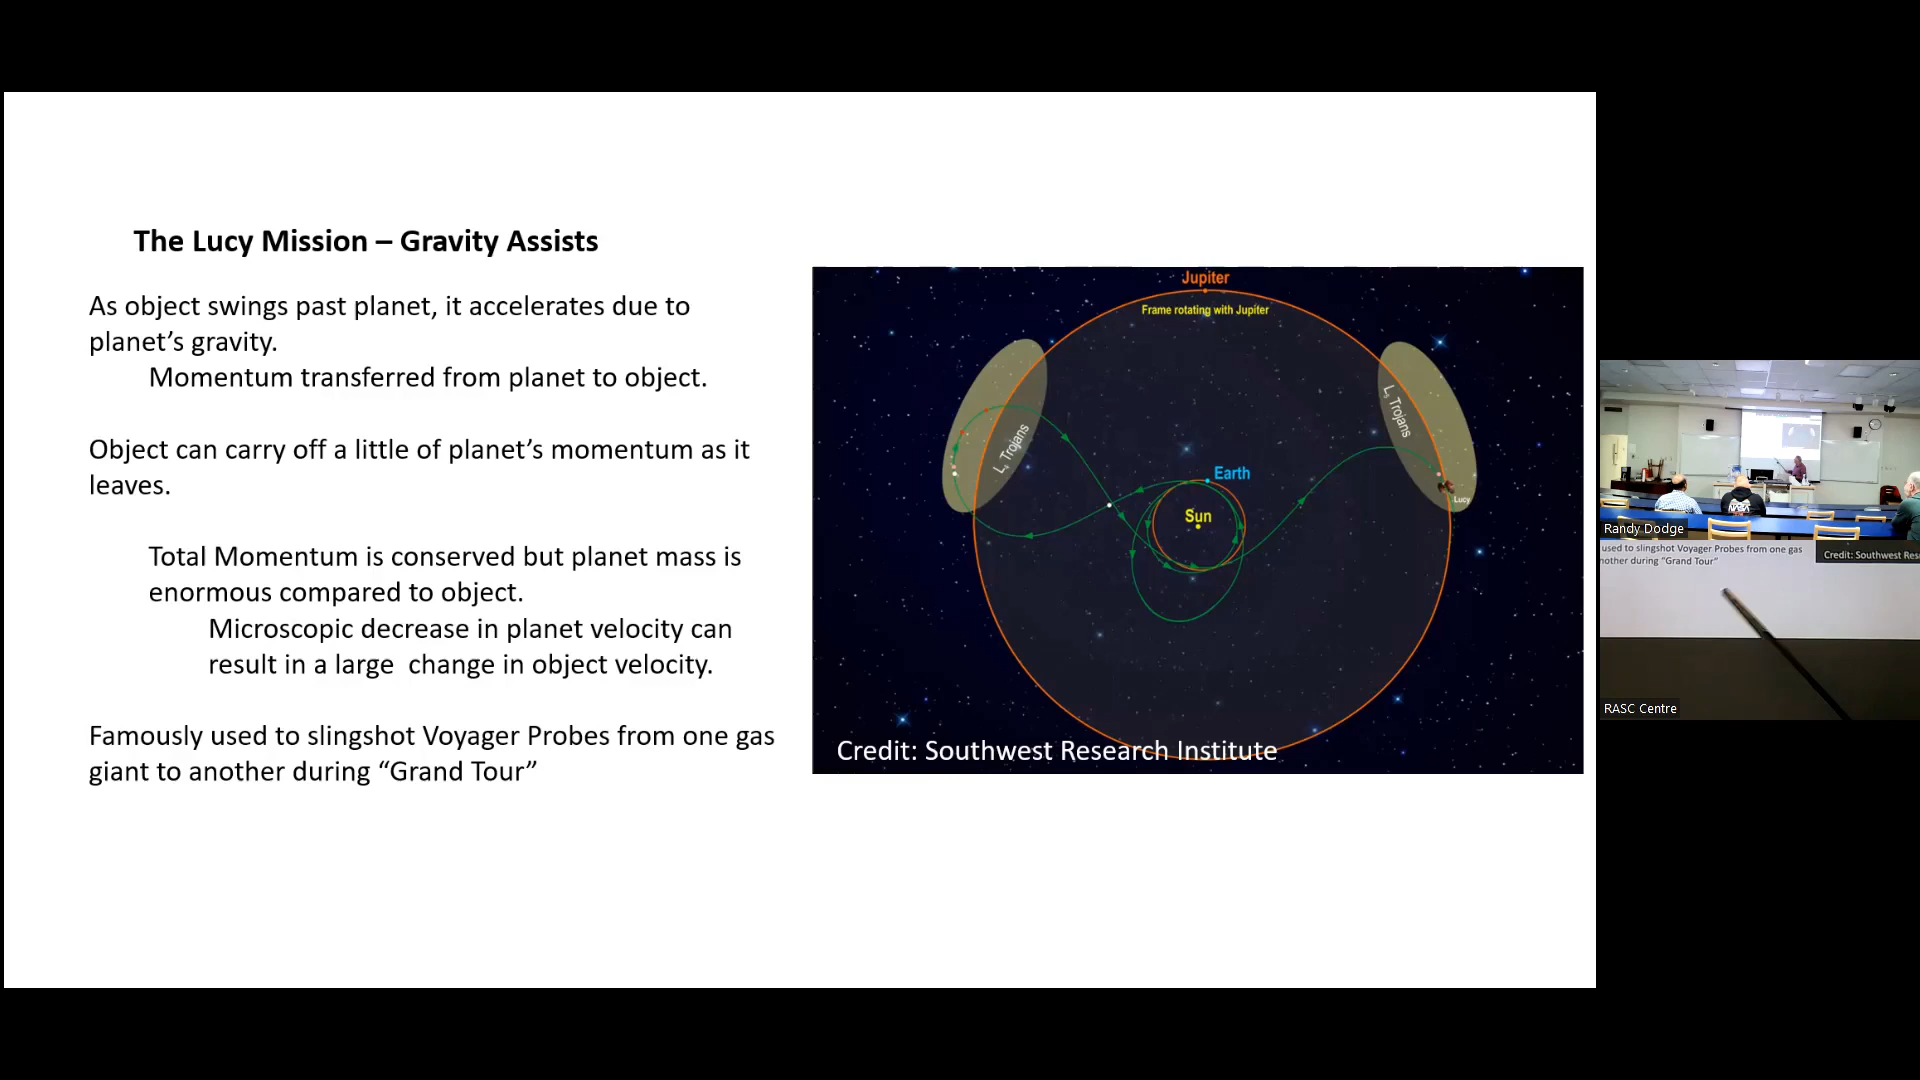 The Lucy Mission – Gravity Assists
As object swings past planet, it accelerates due to
planet’s gravity.
Momentum transferred from planet to object.
Object can carry off a little of planet’s momentum as it
leaves.
Total Momentum is conserved but planet mass is
enormous compared to object.
Microscopic decrease in planet velocity can
result in a large  change in object velocity.
Famously used to slingshot Voyager Probes from one gas
giant to another during “Grand Tour”
Jupiter
Frame rotating with Jupiter
L4 Trojans
L5 Trojans
Earth
Sun
Lucy
Credit: Southwest Research Institute
Randy Dodge
used to slingshot Voyager Probes from one gas
nother during “Grand Tour”
Credit: Southwest Res
RASC Centre